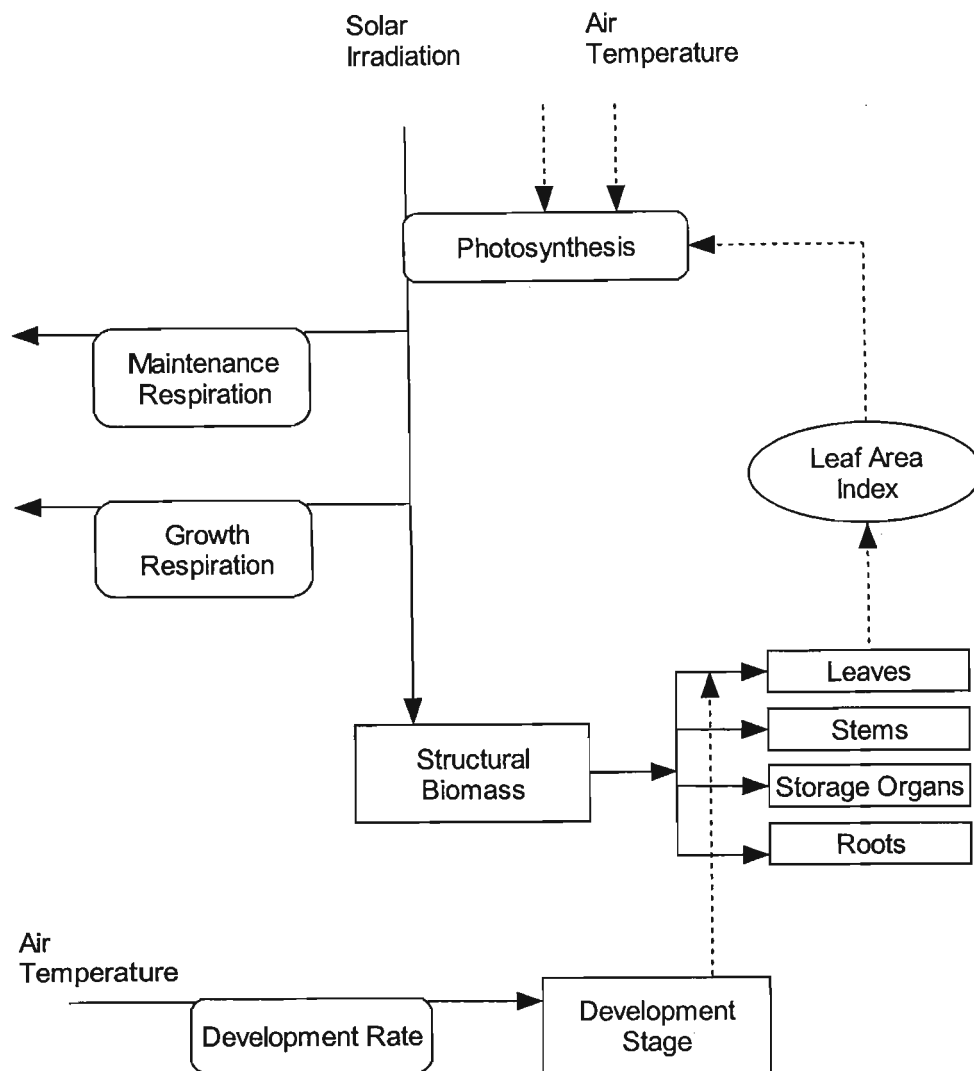 Solar
Irradiation
Air
Temperature
Photosynthesis
Maintenance
Respiration
Leaf Area
Index
Growth
Respiration
Leaves
Stems
Structural
Biomass
Storage Organs
Roots
Air
Temperature
Development Rate
Development
Stage